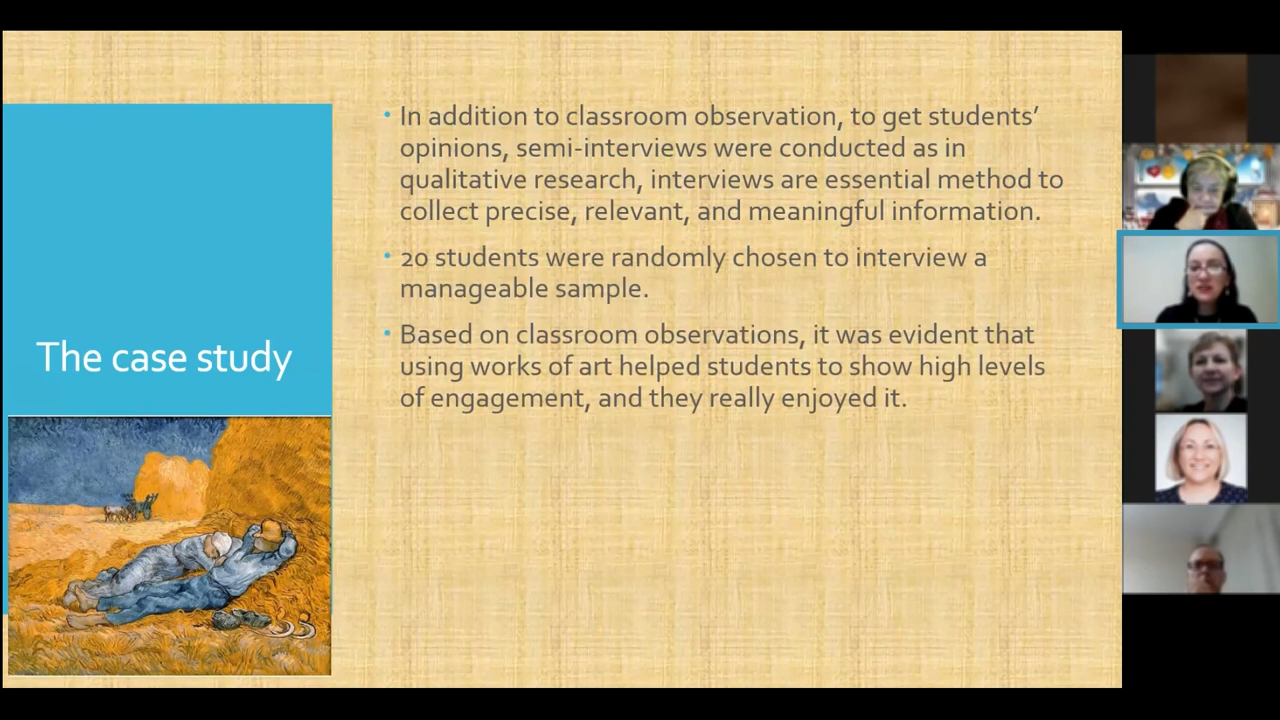 The case study
In addition to classroom observation, to get students’
opinions, semi-interviews were conducted as in
qualitative research, interviews are essential method to
collect precise, relevant, and meaningful information.
20 students were randomly chosen to interview a
manageable sample.
Based on classroom observations, it was evident that
using works of art helped students to show high levels
of engagement, and they really enjoyed it.